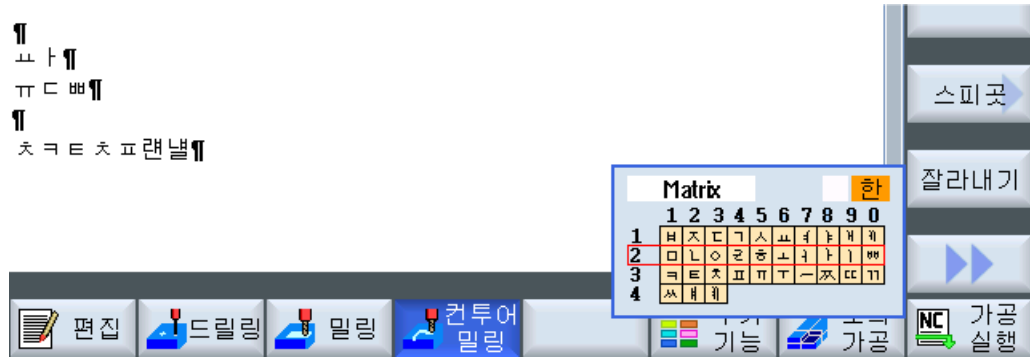 ¶
ㅛㅏ¶
ㅠㄷㅃ¶
¶
ㅊㅋㅌㅊㅍ랜냴¶
스피곳
잘라내기
Matrix 한
1 2 3 4 5 6 7 8 9 0
1 ㅂ ㅈ ㄷ ㄱ ㅅ ㅛ ㅕ ㅑ ㅐ ㅔ
2 ㅁ ㄴ ㅇ ㄹ ㅎ ㅗ ㅓ ㅏ ㅣ ㅃ
3 ㅋ ㅌ ㅊ ㅍ ㅠ ㅜ ㅡ ㅉ ㄸ ㄲ
4 ㅆ ㅒ ㅖ
편집
드릴링
밀링
컨투어
밀링
기능
가공
NC 가공
실행